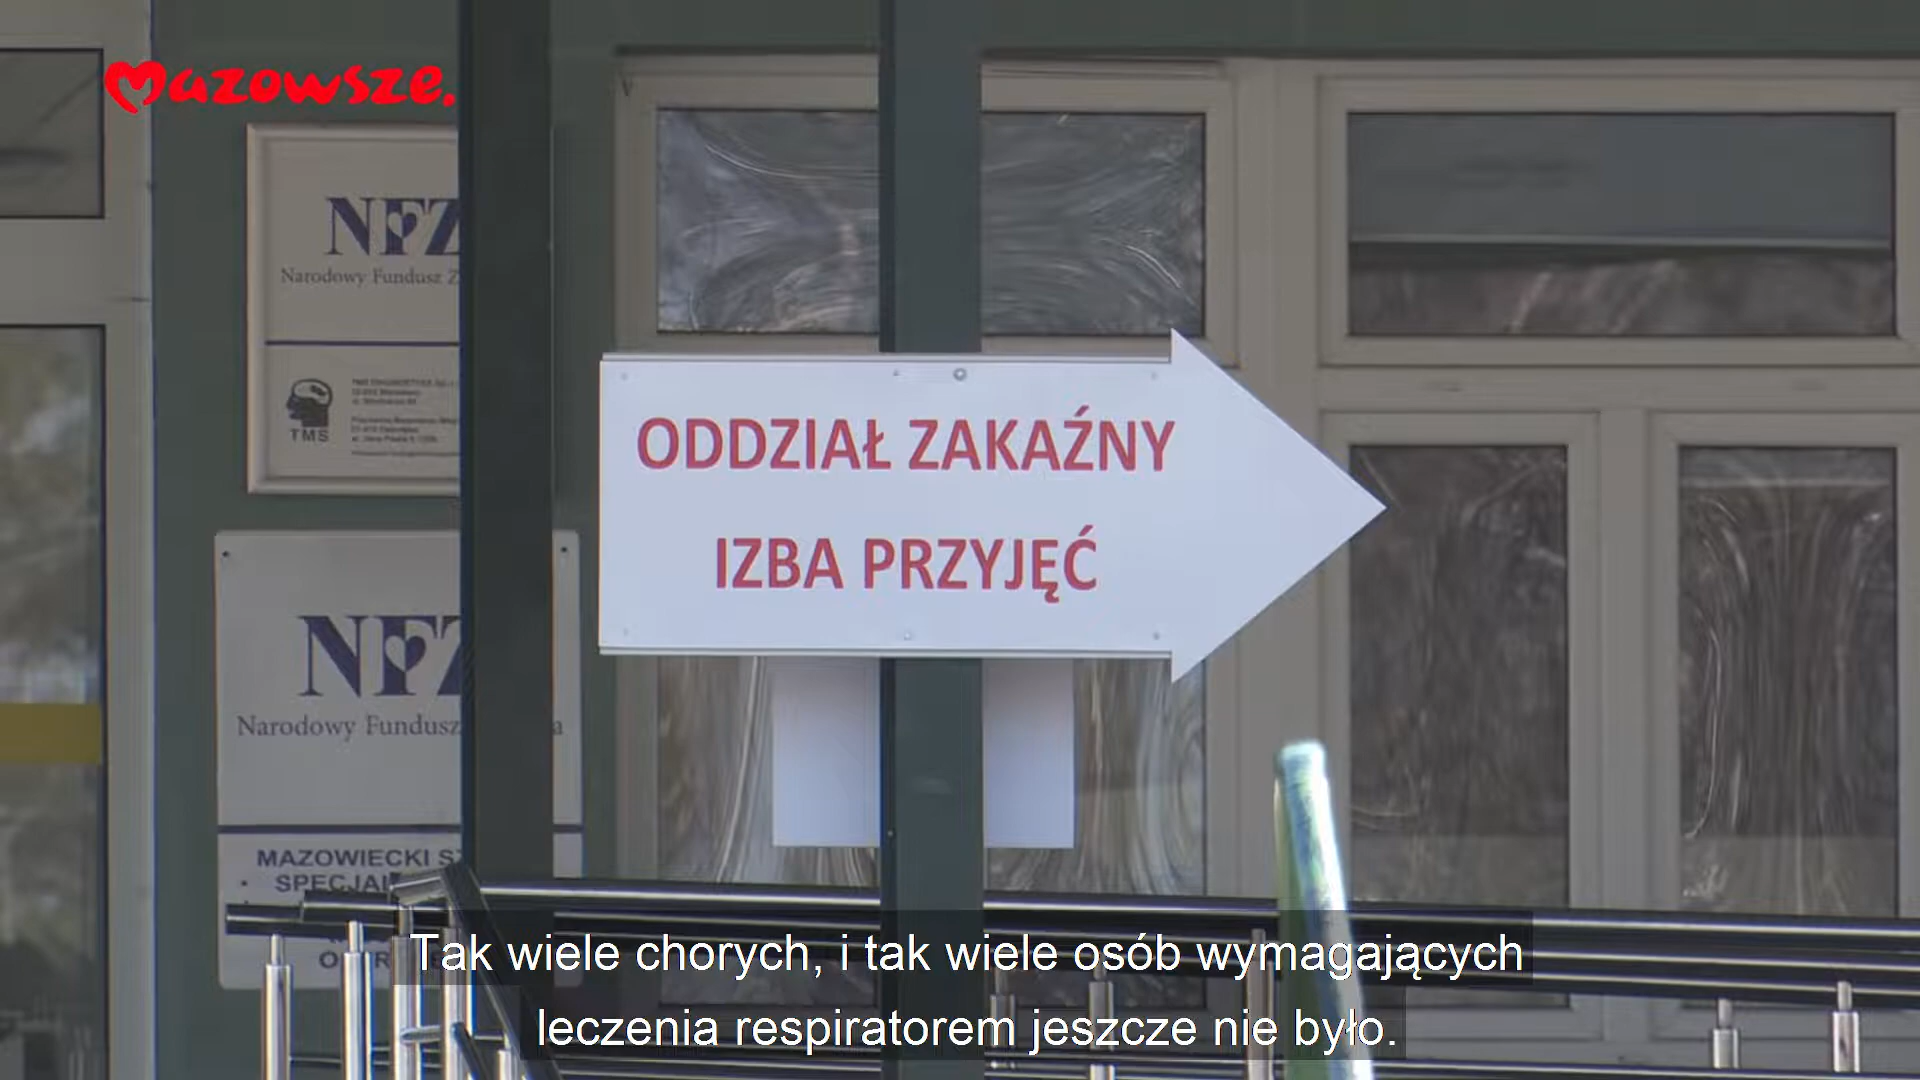 Mazowsze.
NFZ
Narodowy Fundusz Z
TMS
ODDZIAŁ ZAKAŹNY
IZBA PRZYJĘĆ
NFZ
Narodowy Fundusz
MAZOWIECKI
Tak wiele chorych, i tak wiele osób wymagających
leczenia respiratorem jeszcze nie było.